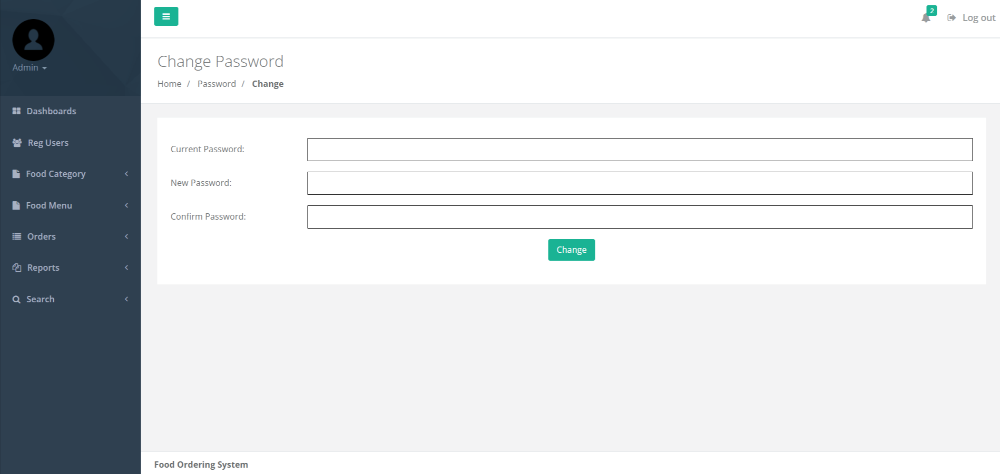 Admin
Dashboards
Reg Users
Food Category
Food Menu
Orders
Reports
Search
2
Log out
Change Password
Home / Password / Change
Current Password:
New Password:
Confirm Password:
Change
Food Ordering System